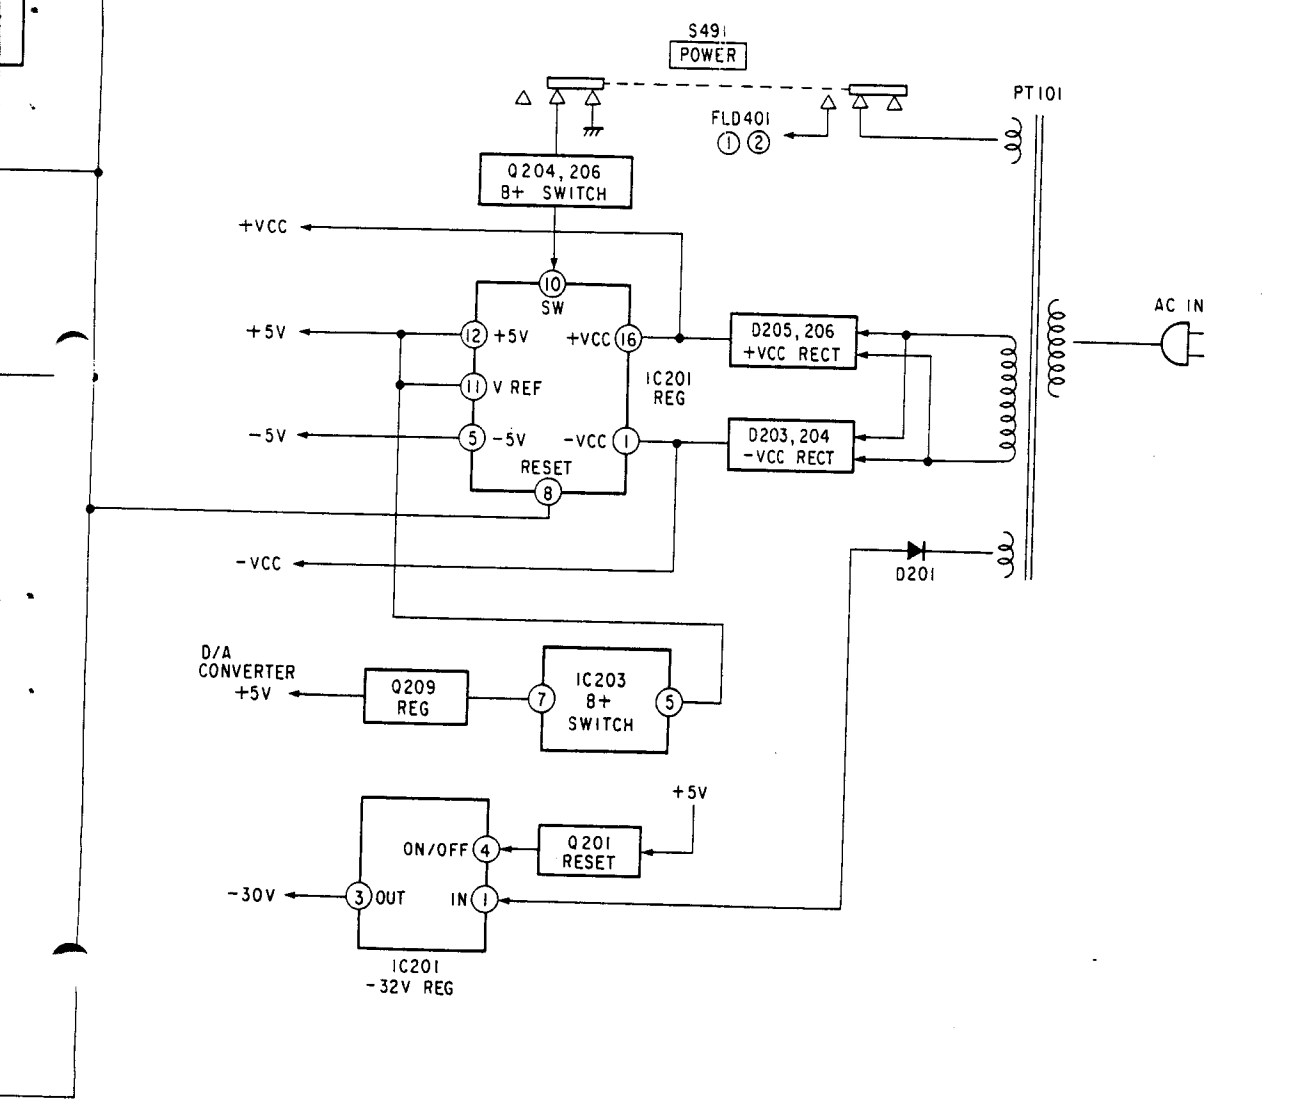 S491
POWER
PT101
FLD401
1 2
Q204, 206
B+ SWITCH
+VCC
AC IN
10
SW
+5V
12 +5V
+VCC 16
D205, 206
+VCC RECT
IC201
REG
11 V REF
-5V
5 -5V
-VCC 1
D203, 204
-VCC RECT
RESET
8
-VCC
D201
D/A
CONVERTER
+5V
Q209
REG
7
IC203
B+
SWITCH
5
+5V
ON/OFF 4
Q201
RESET
-30V
3 OUT
IN 1
IC201
-32V REG